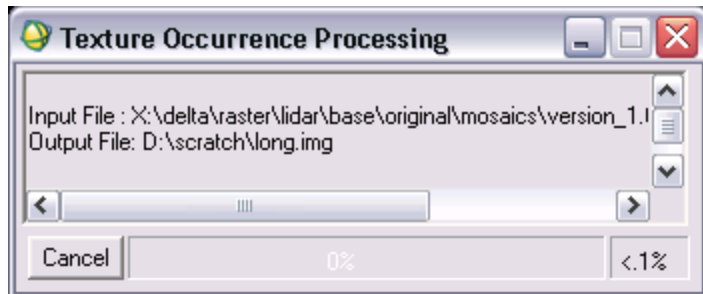 Texture Occurrence Processing
Input File : X:\delta\raster\lidar\base\original\mosaics\version_1.
Output File: D:\scratch\long.img
Cancel
0%
<.1%